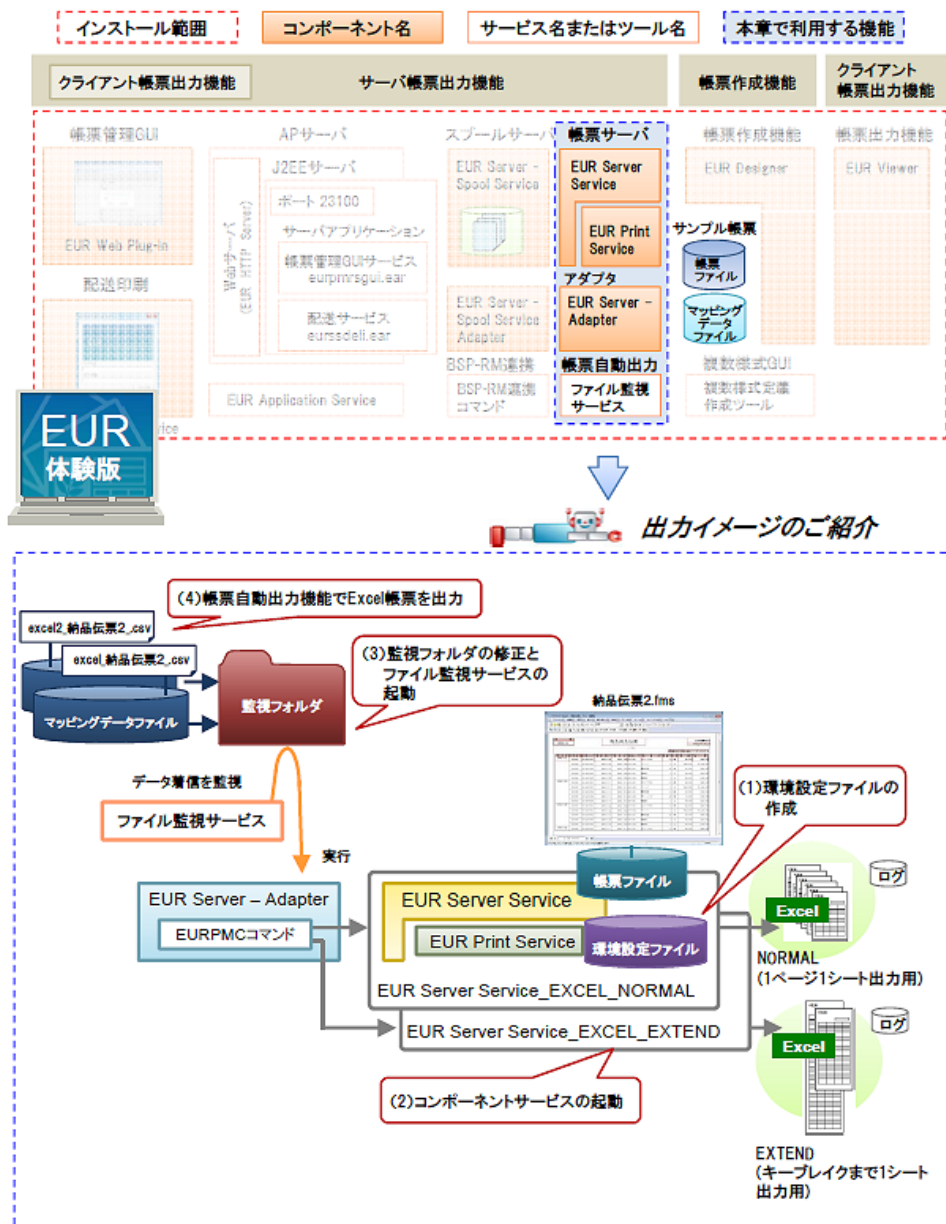 インストール範囲
コンポーネント名
サービス名またはツール名
本章で利用する機能
クライアント帳票出力機能
サーバ帳票出力機能
帳票作成機能
クライアント
帳票出力機能
帳票管理GUI
EUR Web Plug-in
配送印刷
APサーバ
J2EEサーバ
Webサーバ
(EUR HTTP Server)
ポート 23100
サーバアプリケーション
帳票管理GUIサービス
eurpmrsgui.ear
配送サービス
eurssdeli.ear
EUR Application Service
スプールサーバ
EUR Server -
Spool Service
EUR Server -
Spool Service
Adapter
BSP-RM連携
BSP-RM連携
コマンド
帳票サーバ
EUR Server
Service
EUR Print
Service
アダプタ
EUR Server -
Adapter
帳票自動出力
ファイル監視
サービス
帳票作成機能
EUR Designer
サンプル帳票
帳票
ファイル
マッピング
データ
ファイル
複数様式GUI
複数様式定義
作成ツール
帳票出力機能
EUR Viewer
EUR
体験版
出力イメージのご紹介
(4)帳票自動出力機能でExcel帳票を出力
excel2_納品伝票2_.csv
excel_納品伝票2_.csv
マッピングデータファイル
監視フォルダ
(3)監視フォルダの修正と
ファイル監視サービスの
起動
データ着信を監視
ファイル監視サービス
実行
納品伝票2.fms
(1)環境設定ファイルの
作成
EUR Server – Adapter
EURPMCコマンド
EUR Server Service
EUR Print Service
帳票ファイル
環境設定ファイル
EUR Server Service_EXCEL_NORMAL
EUR Server Service_EXCEL_EXTEND
(2)コンポーネントサービスの起動
Excel
ログ
NORMAL
(1ページ1シート出力用)
Excel
ログ
EXTEND
(キーブレイクまで1シート
出力用)